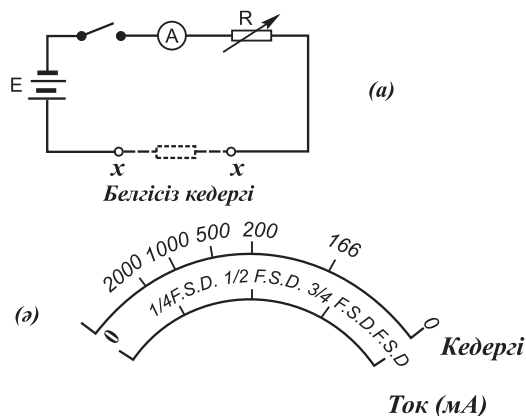 R
A
E
(а)
x x
Белгісіз кедергі
2000 1000 500 200 166 0
0 1/4F.S.D. 1/2 F.S.D. 3/4 F.S.D. F.S.D
(ә)
Кедергі
Ток (мА)